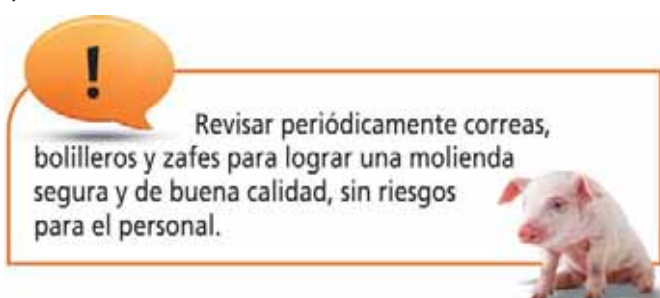 !
Revisar periódicamente correas,
bolilleros y zafes para lograr una molienda
segura y de buena calidad, sin riesgos
para el personal.